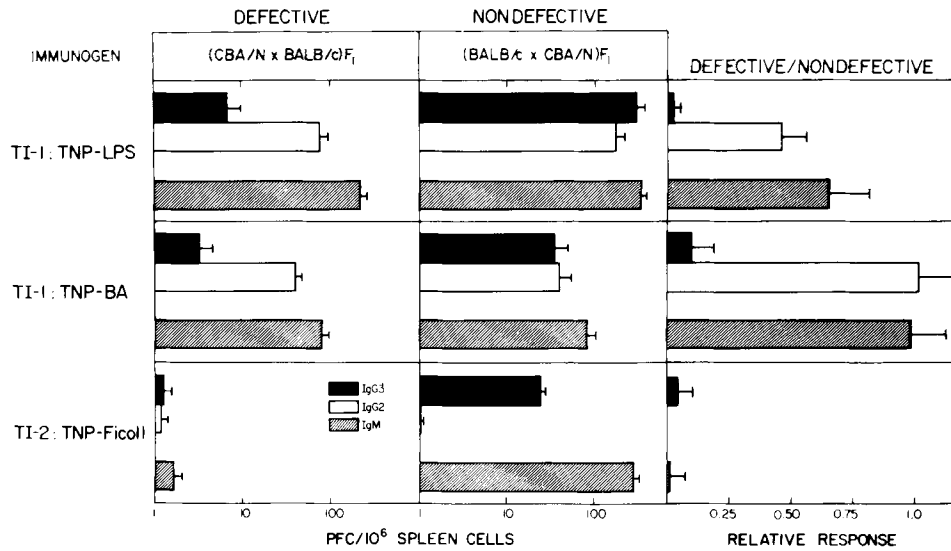 DEFECTIVE
NONDEFECTIVE
IMMUNOGEN
(CBA/N x BALB/c)F₁
(BALB/c x CBA/N)F₁
DEFECTIVE/NONDEFECTIVE
TI-1: TNP-LPS
TI-1: TNP-BA
TI-2: TNP-Ficoll
IgG3
IgG2
IgM
1 10 100
1 10 100
0.25 0.50 0.75 1.0
PFC/10⁶ SPLEEN CELLS
RELATIVE RESPONSE